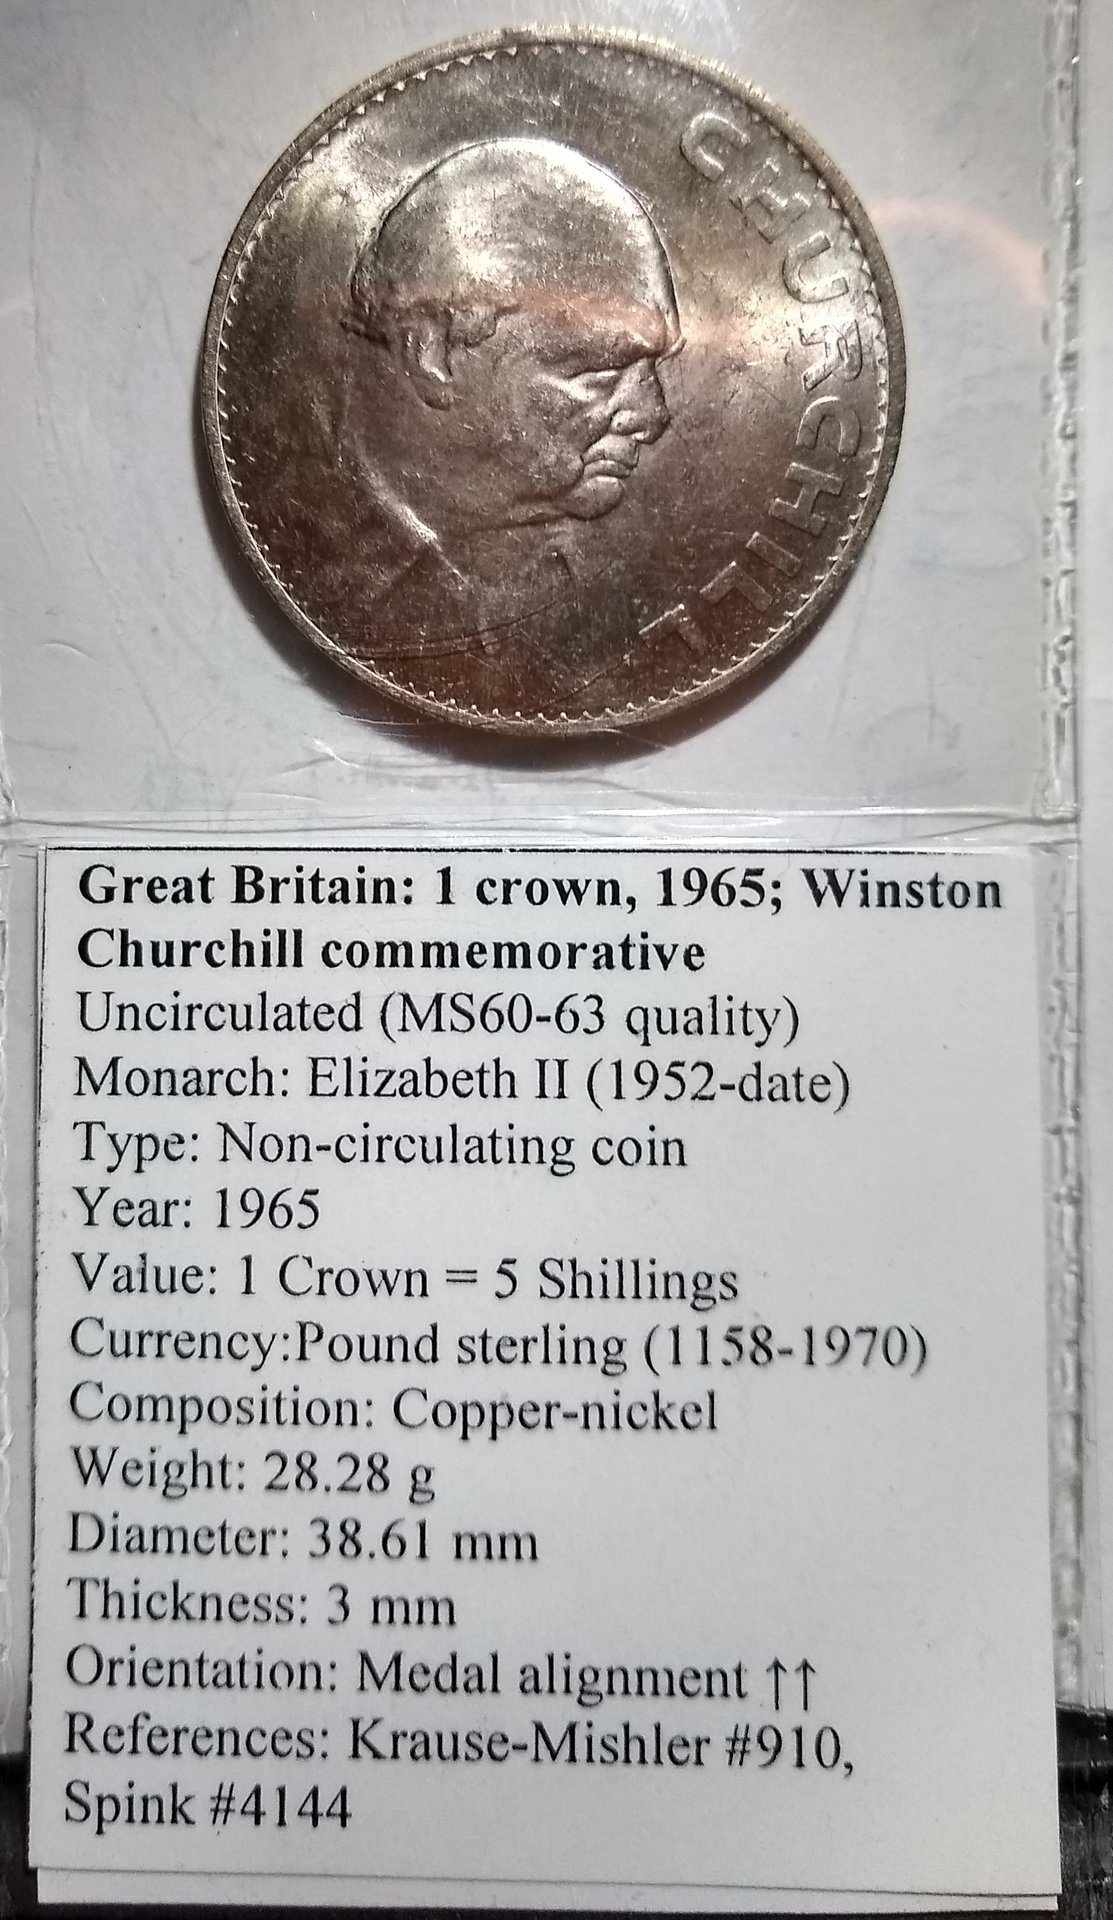 CHURCHILL
Great Britain: 1 crown, 1965; Winston
Churchill commemorative
Uncirculated (MS60-63 quality)
Monarch: Elizabeth II (1952-date)
Type: Non-circulating coin
Year: 1965
Value: 1 Crown = 5 Shillings
Currency:Pound sterling (1158-1970)
Composition: Copper-nickel
Weight: 28.28 g
Diameter: 38.61 mm
Thickness: 3 mm
Orientation: Medal alignment ↑↑
References: Krause-Mishler #910,
Spink #4144